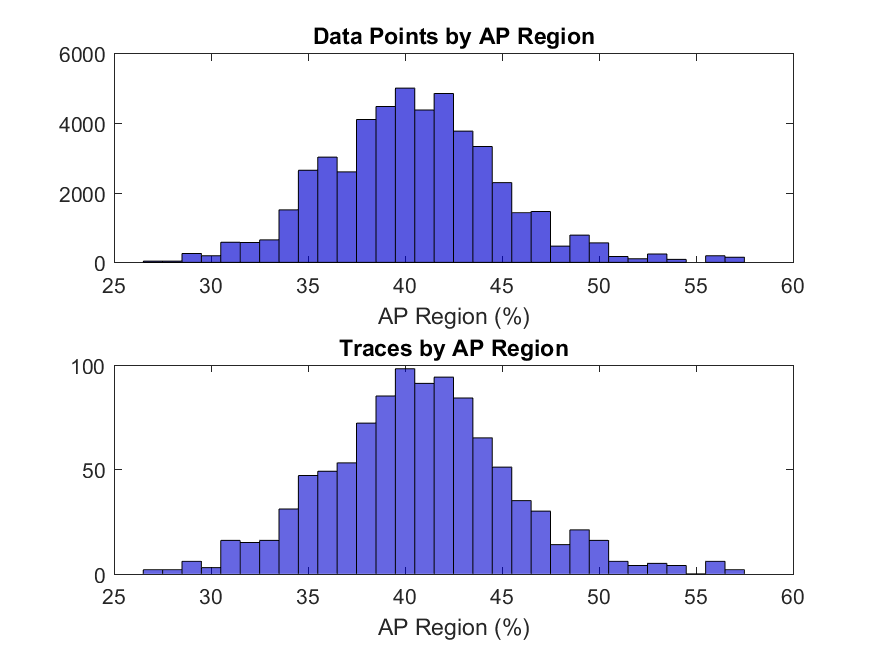 Data Points by AP Region
6000
4000
2000
0
25 30 35 40 45 50 55 60
AP Region (%)
Traces by AP Region
100
50
0
25 30 35 40 45 50 55 60
AP Region (%)